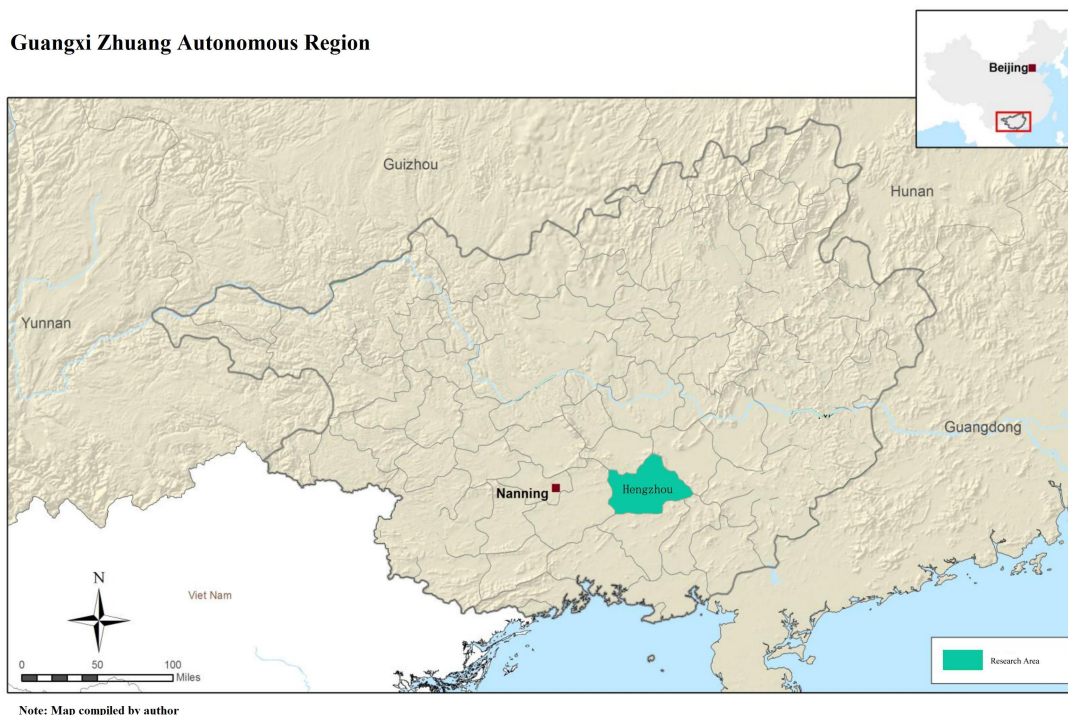 Guangxi Zhuang Autonomous Region
Beijing
Guizhou
Hunan
Yunnan
Guangdong
Nanning
Hengzhou
N
Viet Nam
0 50 100
Miles
Research Area
Note: Map compiled by author